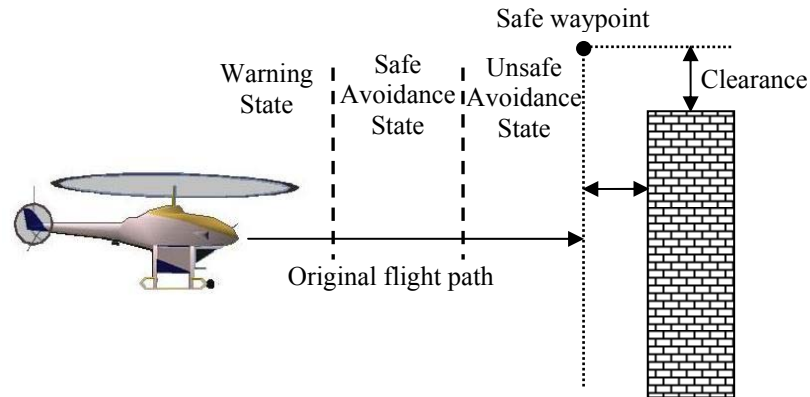 Safe waypoint
Warning
State
Safe
Avoidance
State
Unsafe
Avoidance
State
Clearance
Original flight path